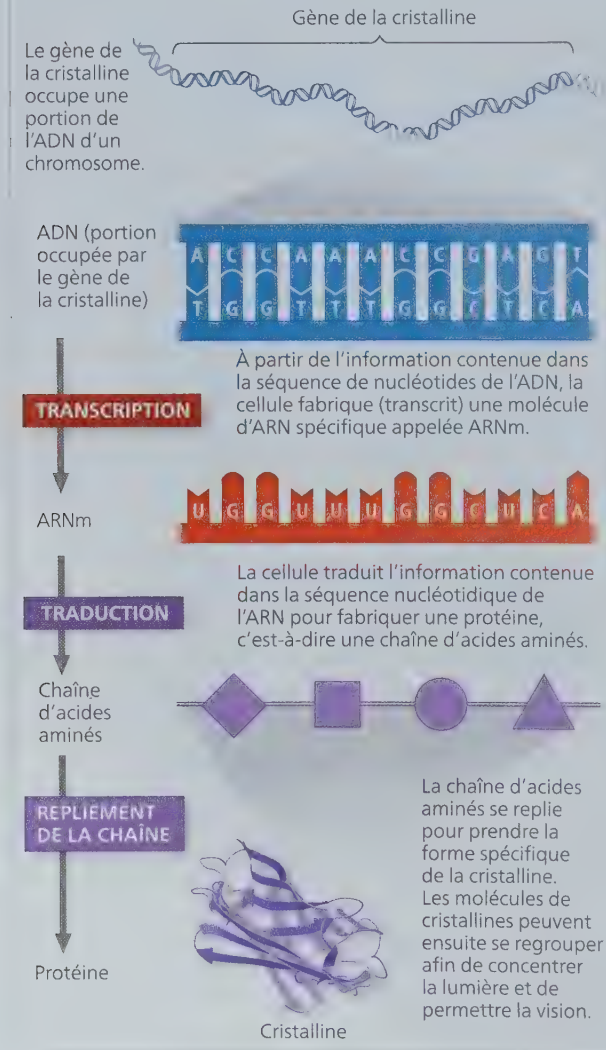 Gène de la cristalline
Le gène de
la cristalline
occupe une
portion de
l'ADN d'un
chromosome.
ADN (portion
occupée par
le gène de
la cristalline)
A C C A A A C C G A G T
T G G T T T G G C T C A
À partir de l'information contenue dans
la séquence de nucléotides de l'ADN, la
cellule fabrique (transcrit) une molécule
d'ARN spécifique appelée ARNm.
TRANSCRIPTION
ARNm
U G G U U U G G C U C A
La cellule traduit l'information contenue
dans la séquence nucléotidique de
l'ARN pour fabriquer une protéine,
c'est-à-dire une chaîne d'acides aminés.
TRADUCTION
Chaîne
d'acides
aminés
REPLIEMENT
DE LA CHAÎNE
La chaîne d'acides
aminés se replie
pour prendre la
forme spécifique
de la cristalline.
Les molécules de
cristallines peuvent
ensuite se regrouper
afin de concentrer
la lumière et de
permettre la vision.
Protéine
Cristalline